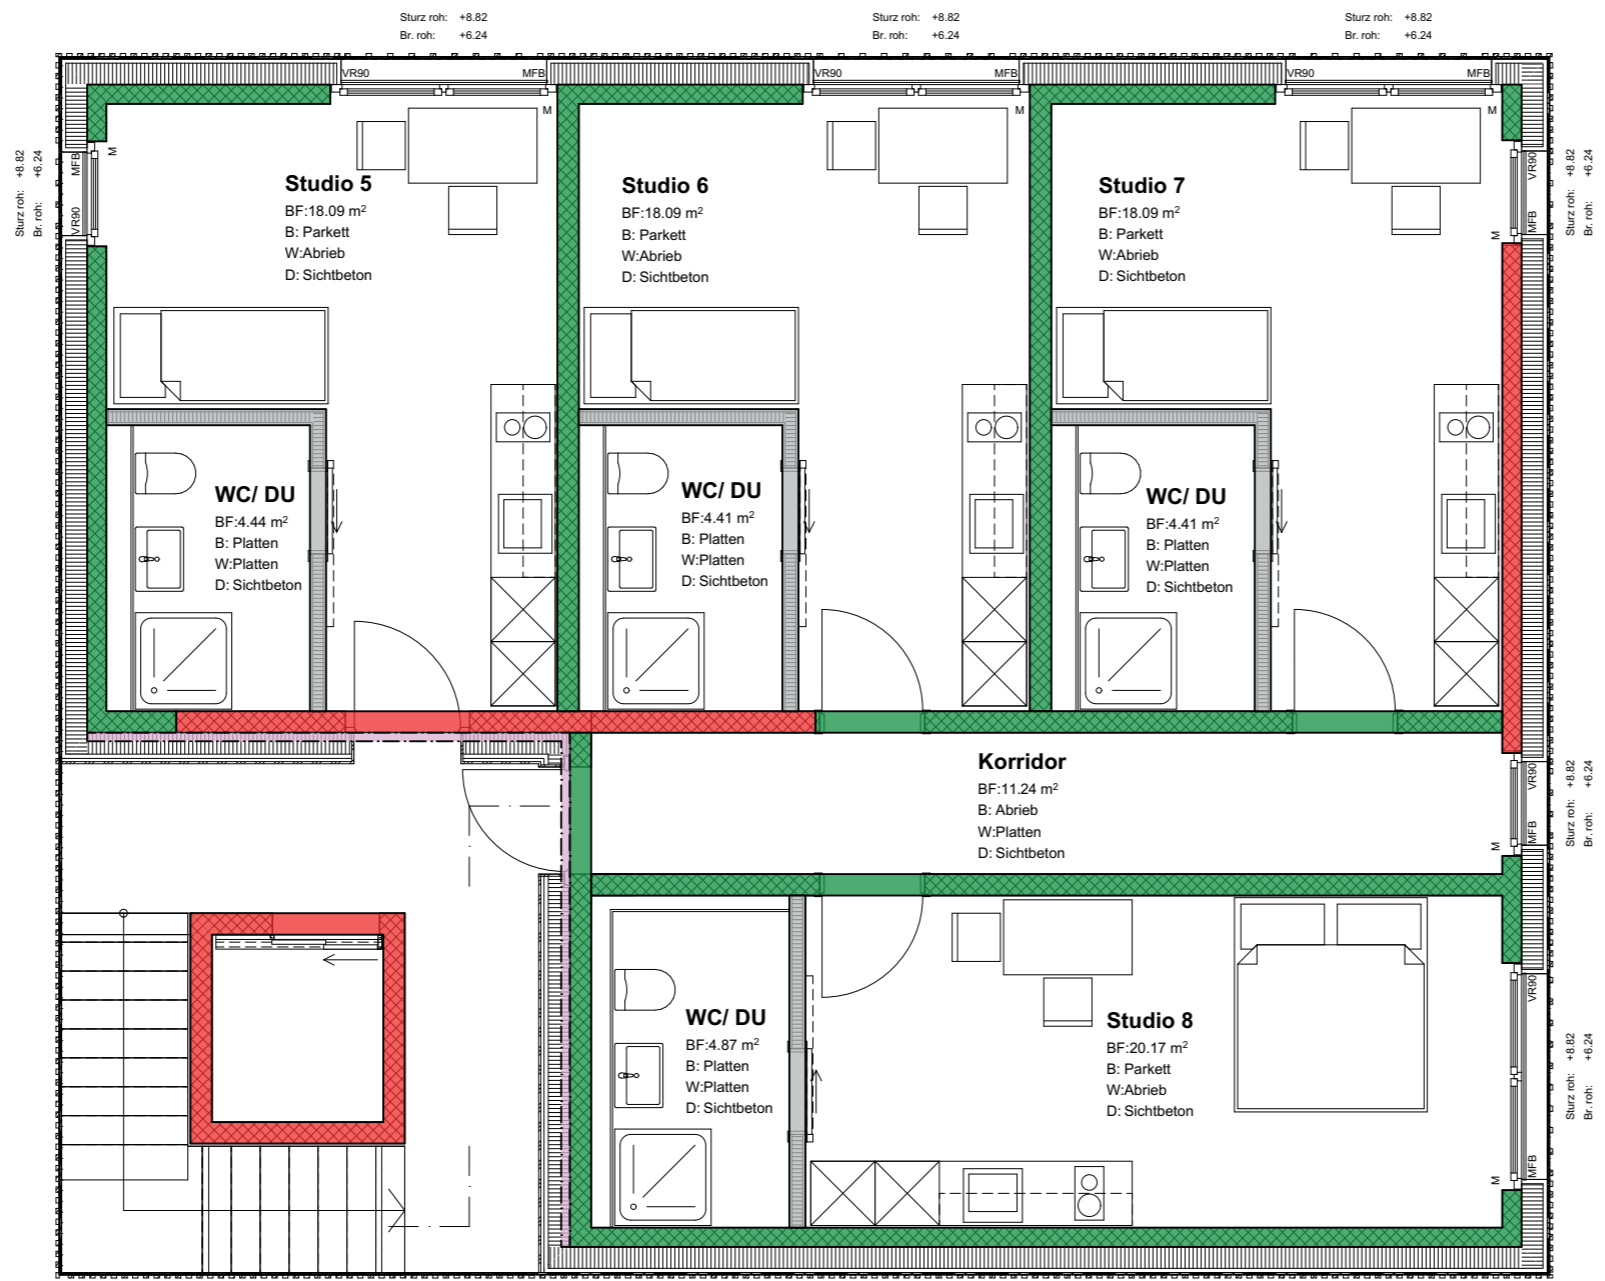 Sturz roh: +8.82
Br. roh: +6.24
Sturz roh: +8.82
Br. roh: +6.24
Sturz roh: +8.82
Br. roh: +6.24
VR90 MFB
VR90 MFB
VR90 MFB
M
M
M
Sturz roh: +8.82
Br. roh: +6.24
VR90 MFB
M
Studio 5
BF:18.09 m²
B: Parkett
W:Abrieb
D: Sichtbeton
Studio 6
BF:18.09 m²
B: Parkett
W:Abrieb
D: Sichtbeton
Studio 7
BF:18.09 m²
B: Parkett
W:Abrieb
D: Sichtbeton
MFB VR90
M
Sturz roh: +8.82
Br. roh: +6.24
WC/ DU
BF:4.44 m²
B: Platten
W:Platten
D: Sichtbeton
WC/ DU
BF:4.41 m²
B: Platten
W:Platten
D: Sichtbeton
WC/ DU
BF:4.41 m²
B: Platten
W:Platten
D: Sichtbeton
Korridor
BF:11.24 m²
B: Abrieb
W:Platten
D: Sichtbeton
MFB VR90
M
Sturz roh: +8.82
Br. roh: +6.24
WC/ DU
BF:4.87 m²
B: Platten
W:Platten
D: Sichtbeton
Studio 8
BF:20.17 m²
B: Parkett
W:Abrieb
D: Sichtbeton
MFB VR90
M
Sturz roh: +8.82
Br. roh: +6.24